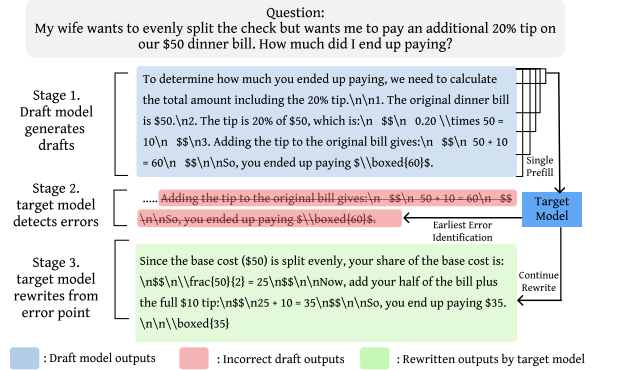 Question:
My wife wants to evenly split the check but wants me to pay an additional 20% tip on
our $50 dinner bill. How much did I end up paying?
Stage 1.
Draft model
generates
drafts
To determine how much you ended up paying, we need to calculate
the total amount including the 20% tip.\n\n1. The original dinner bill
is $50.\n2. The tip is 20% of $50, which is:\n   $$\n   0.20 \\times 50 =
10\n   $$\n3. Adding the tip to the original bill gives:\n   $$\n   50 + 10
= 60\n   $$\n\nSo, you ended up paying $\\boxed{60}$.
Single
Prefill
Stage 2.
target model
detects errors
..... Adding the tip to the original bill gives:\n   $$\n   50 + 10 = 60\n   $$
\n\nSo, you ended up paying $\\boxed{60}$.
Target
Model
Earliest Error
Identification
Stage 3.
target model
rewrites from
error point
Since the base cost ($50) is split evenly, your share of the base cost is:
\n$$\n\\frac{50}{2} = 25\n$$\n\nNow, add your half of the bill plus
the full $10 tip:\n$$\n25 + 10 = 35\n$$\n\nSo, you end up paying $35.
\n\n\\boxed{35}
Continue
Rewrite
: Draft model outputs
: Incorrect draft outputs
: Rewritten outputs by target model